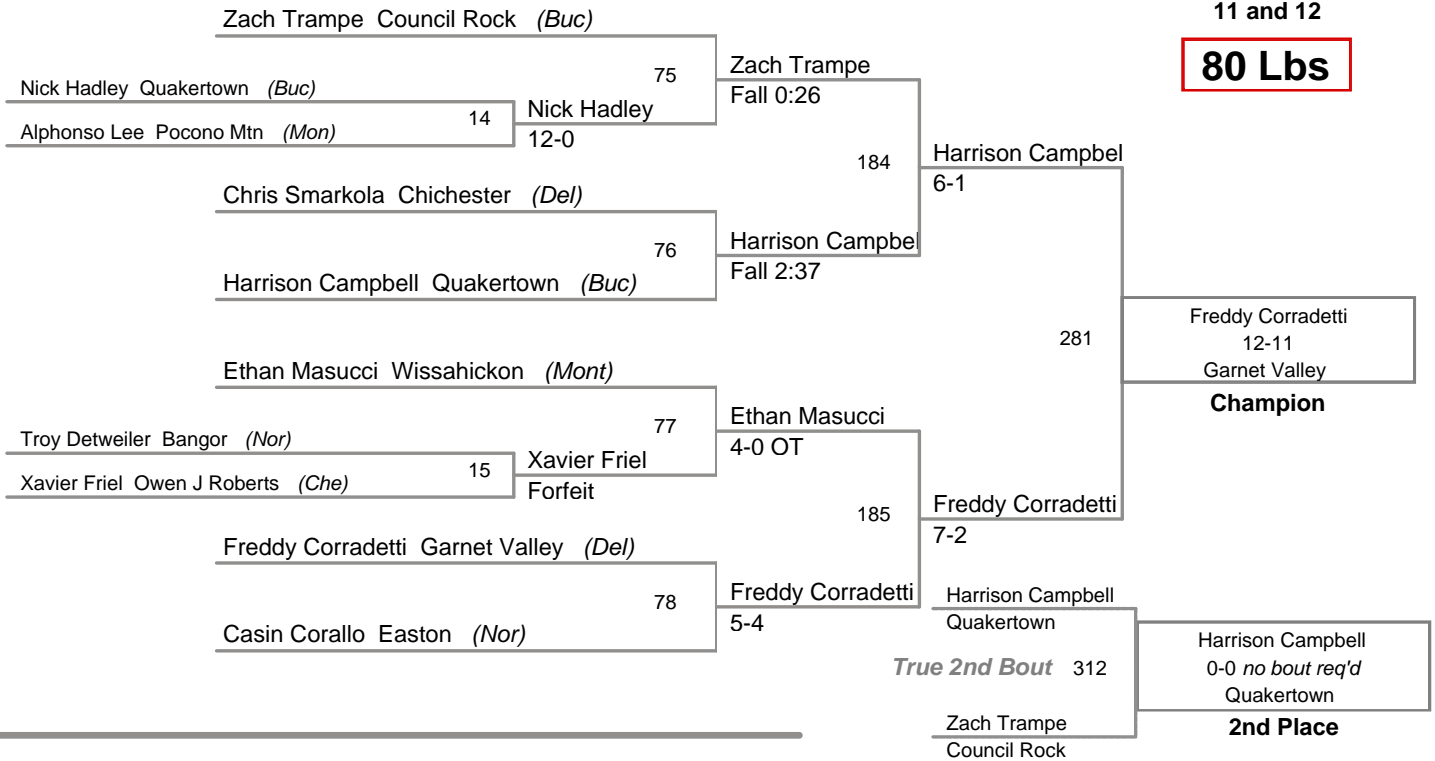 11 and 12
80 Lbs
Zach Trampe Council Rock (Buc)
75
Zach Trampe
Fall 0:26
Nick Hadley Quakertown (Buc)
14
Nick Hadley
12-0
Alphonso Lee Pocono Mtn (Mon)
184
Harrison Campbel
6-1
Chris Smarkola Chichester (Del)
76
Harrison Campbel
Fall 2:37
Harrison Campbell Quakertown (Buc)
281
Freddy Corradetti
12-11
Garnet Valley
Champion
Ethan Masucci Wissahickon (Mont)
77
Ethan Masucci
4-0 OT
Troy Detweiler Bangor (Nor)
15
Xavier Friel
Forfeit
Xavier Friel Owen J Roberts (Che)
185
Freddy Corradetti
7-2
Freddy Corradetti Garnet Valley (Del)
78
Freddy Corradetti
5-4
Casin Corallo Easton (Nor)
Harrison Campbell
Quakertown
True 2nd Bout 312
Zach Trampe
Council Rock
Harrison Campbell
0-0 no bout req'd
Quakertown
2nd Place